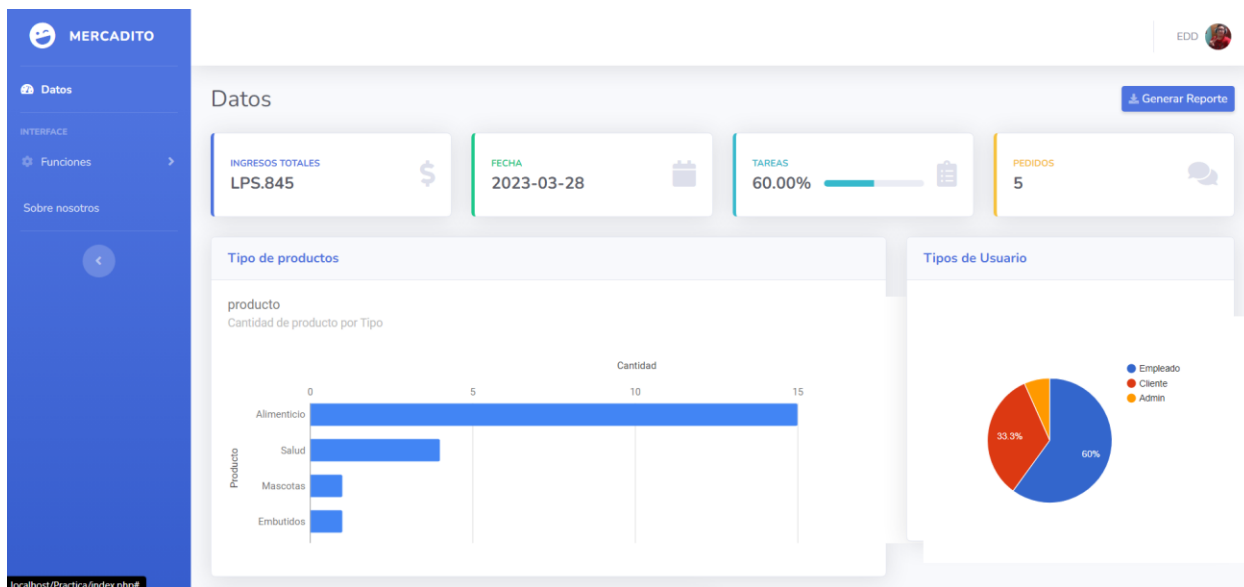 MERCADITO
EDD
Datos
INTERFACE
Funciones
Sobre nosotros
Datos
Generar Reporte
INGRESOS TOTALES
LPS.845
FECHA
2023-03-28
TAREAS
60.00%
PEDIDOS
5
Tipo de productos
producto
Cantidad de producto por Tipo
Cantidad
0 5 10 15
Producto
Alimenticio
Salud
Mascotas
Embutidos
Tipos de Usuario
Empleado
Cliente
Admin
33.3%
60%
localhost/Practica/index.php#